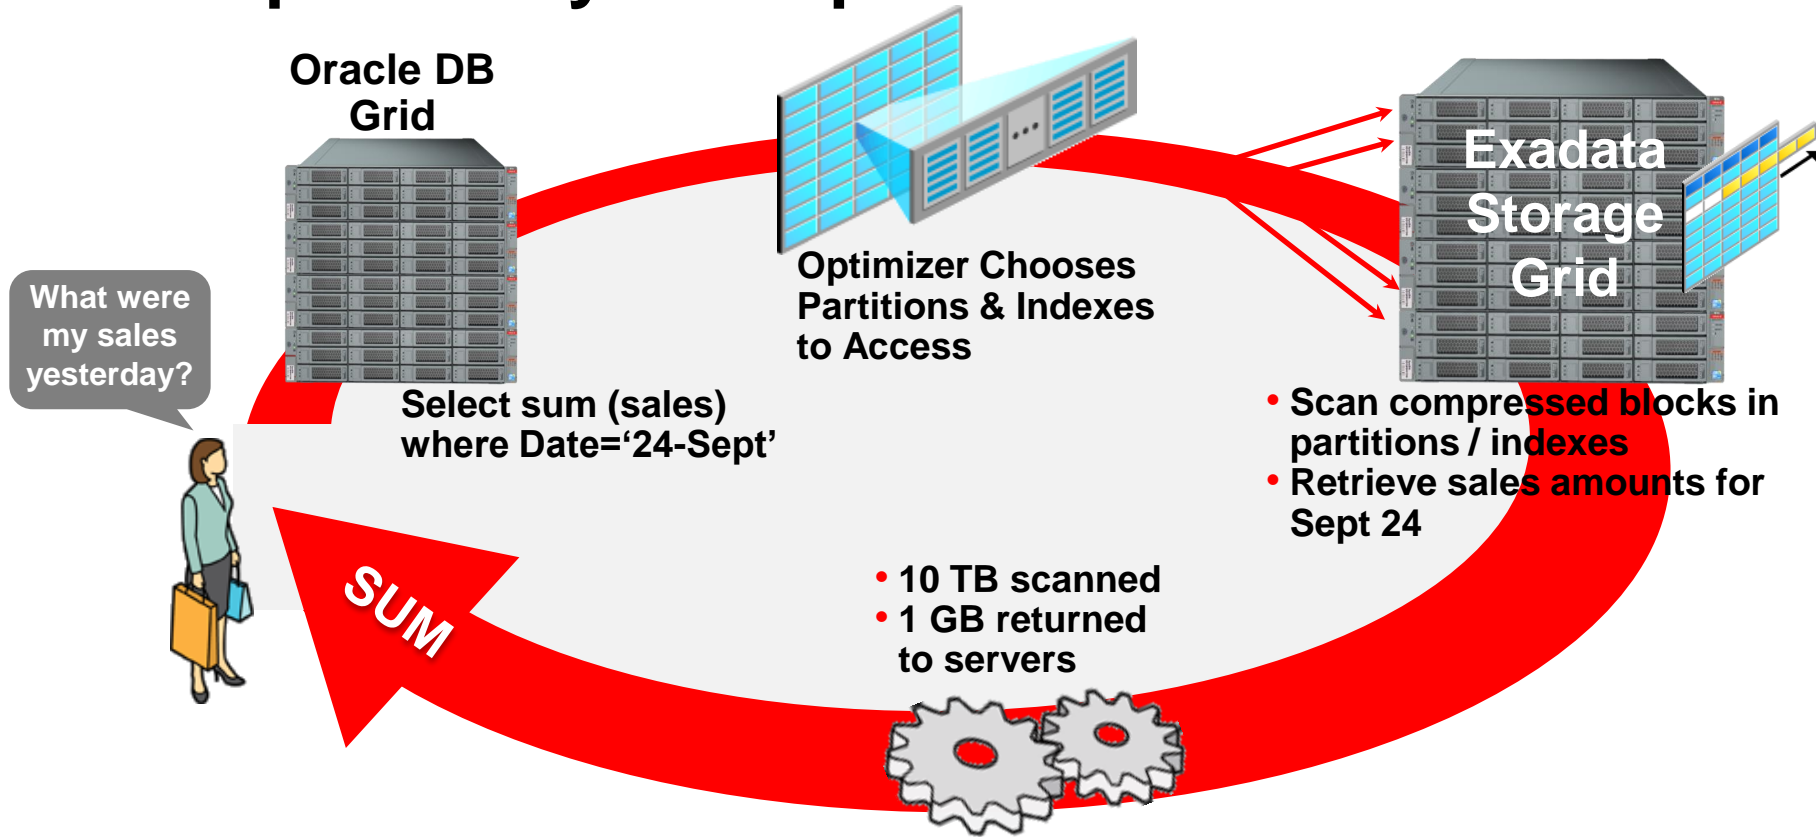 Oracle DB
Grid
What were
my sales
yesterday?
Select sum (sales)
where Date=‘24-Sept’
Optimizer Chooses
Partitions & Indexes
to Access
Exadata
Storage
Grid
• Scan compressed blocks in
partitions / indexes
• Retrieve sales amounts for
Sept 24
• 10 TB scanned
• 1 GB returned
to servers
SUM